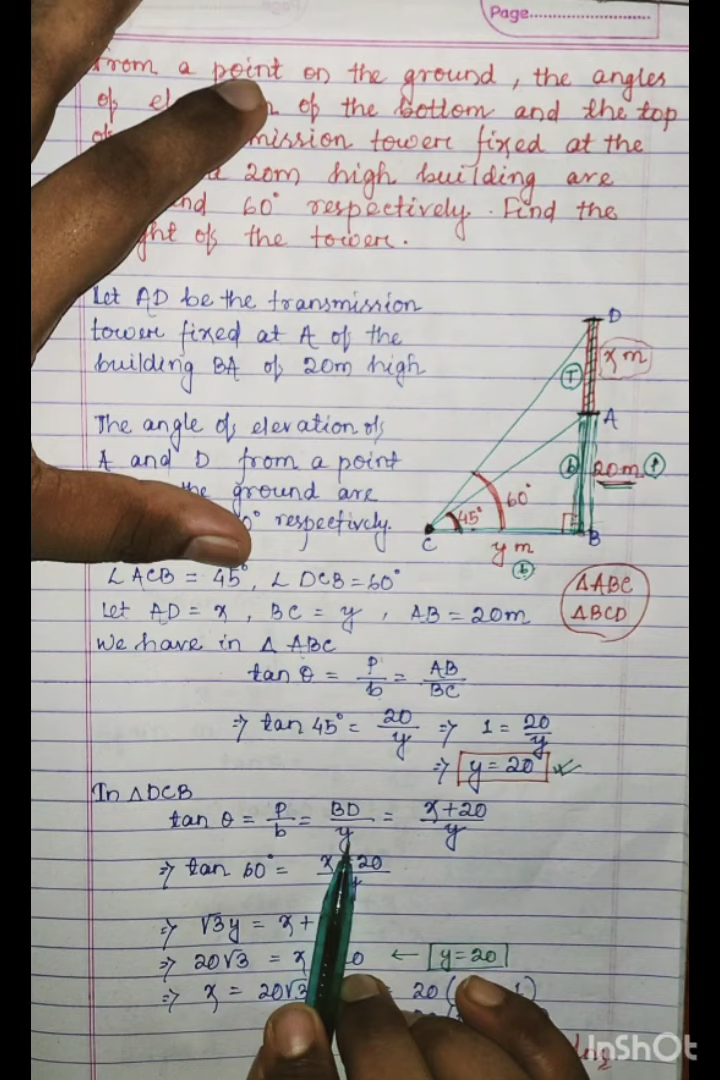 Page
From a point on the ground, the angles
of of the bottom and the top
tower fixed at the
20m high building are
60° respectively. Find the
of the tower.
Let AD be the transmission
tower fixed at A of the
building BA of 20m high
The angle of elevation of
A and D from a point
the ground are
respectively.
D
x m
T
A
b
20m
P
60°
45°
C
B
y m
b
∠ACB = 45°, ∠DCB = 60°
ΔABC
ΔBCD
Let AD = x, BC = y, AB = 20m
We have in Δ ABC
tan θ = P/b = AB/BC
⇒ tan 45° = 20/y ⇒ 1 = 20/y
⇒ y = 20 ✓
In ΔDCB
tan θ = P/b = BD/y = x+20/y
⇒ tan 60° = x 20
⇒ √3y = x +
⇒ 20√3 = x ← y = 20
⇒ x = 20√3 = 20(
InShOt